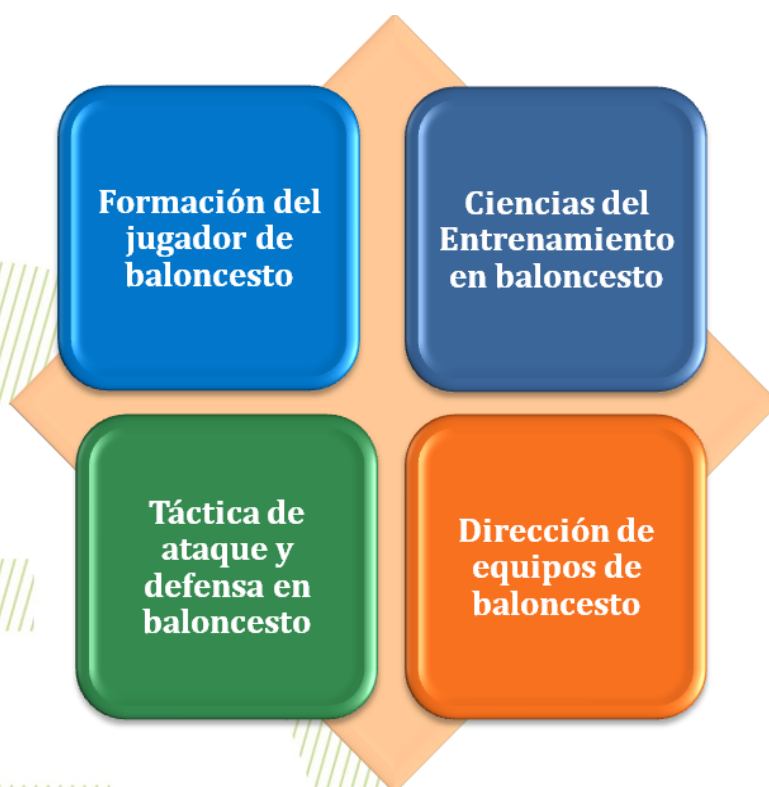 Formación del
jugador de
baloncesto
Ciencias del
Entrenamiento
en baloncesto
Táctica de
ataque y
defensa en
baloncesto
Dirección de
equipos de
baloncesto